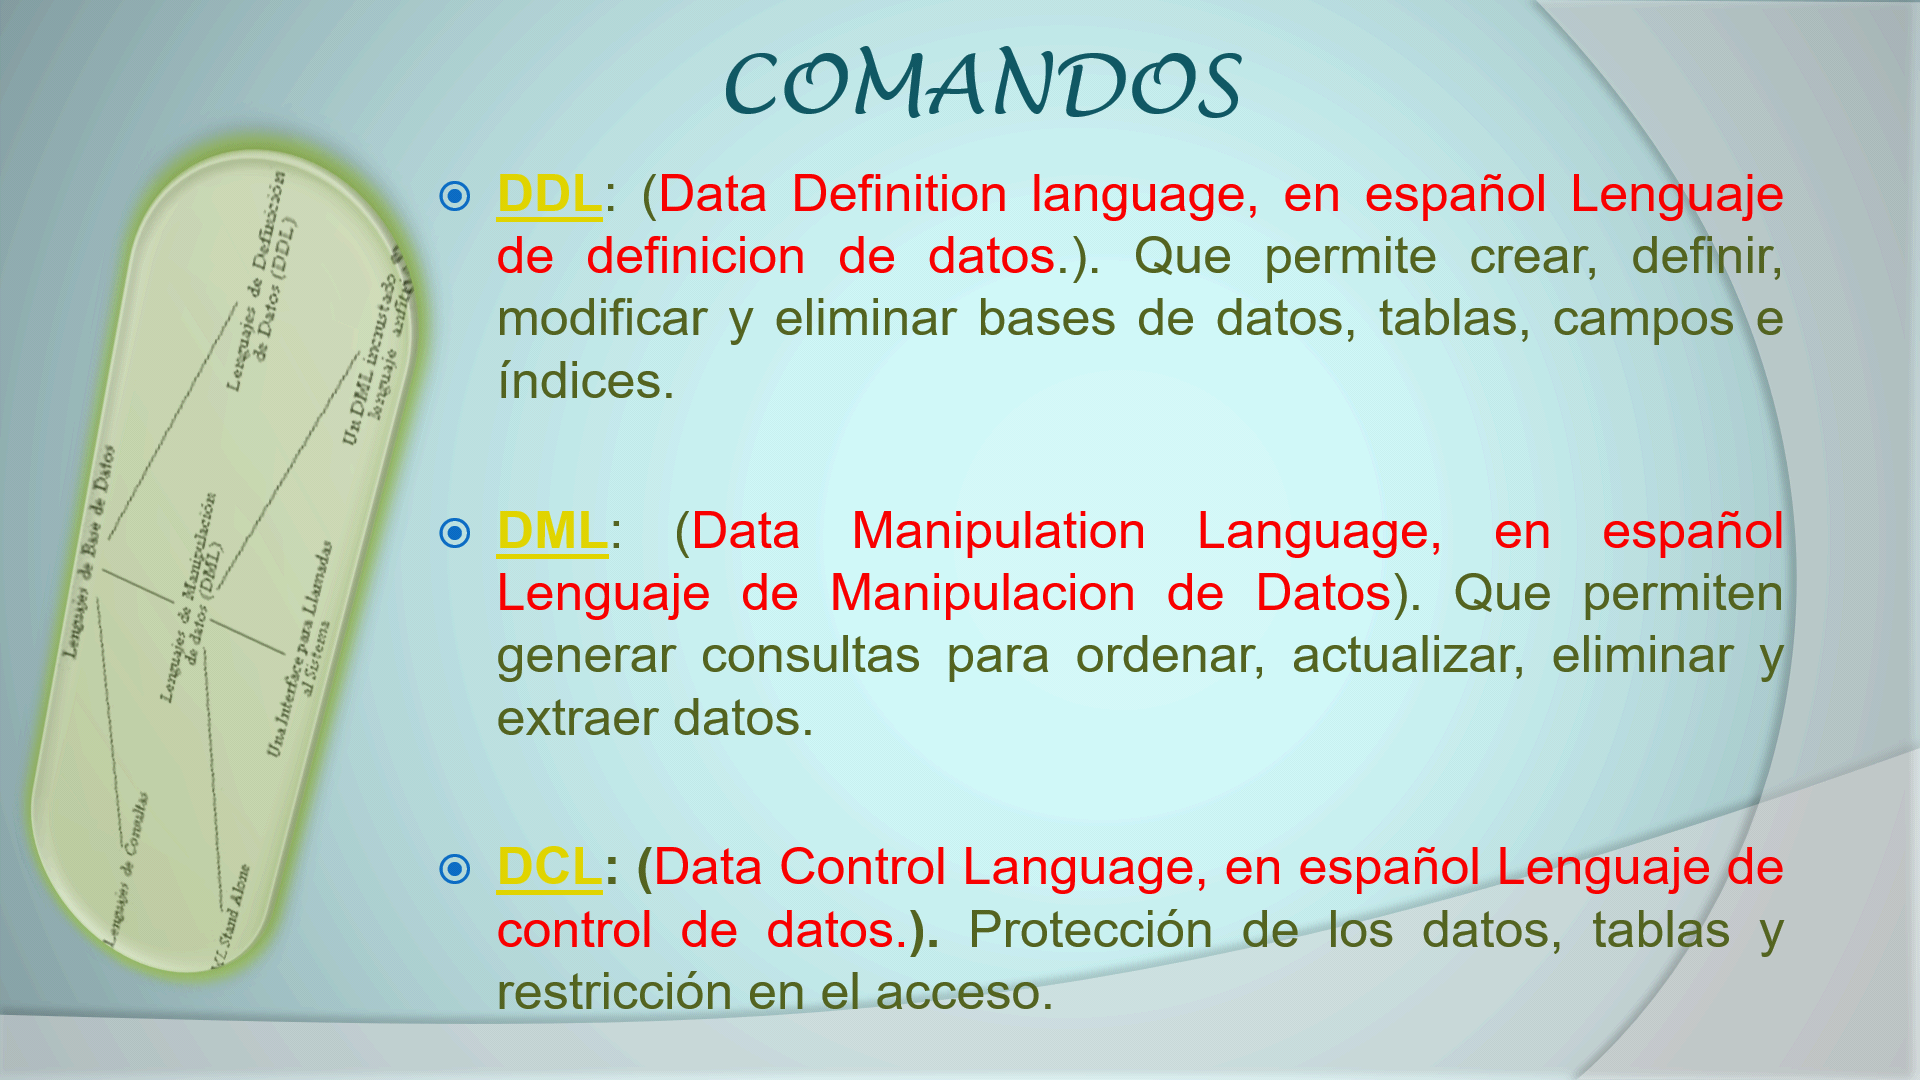 COMANDOS
DDL: (Data Definition language, en español Lenguaje
de definicion de datos.). Que permite crear, definir,
modificar y eliminar bases de datos, tablas, campos e
índices.
DML: (Data Manipulation Language, en español
Lenguaje de Manipulacion de Datos). Que permiten
generar consultas para ordenar, actualizar, eliminar y
extraer datos.
DCL: (Data Control Language, en español Lenguaje de
control de datos.). Protección de los datos, tablas y
restricción en el acceso.
Lenguajes de Base de Datos
Lenguajes de Definición
de Datos (DDL)
Lenguajes de Manipulación
de datos (DML)
Un DML incrustado
lenguaje
Una Interface para Llamadas
al Sistema
Lenguajes de Consultas
Stand Alone